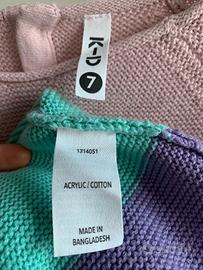 K-D
7
1314051
ACRYLIC / COTTON
MADE IN
BANGLADESH